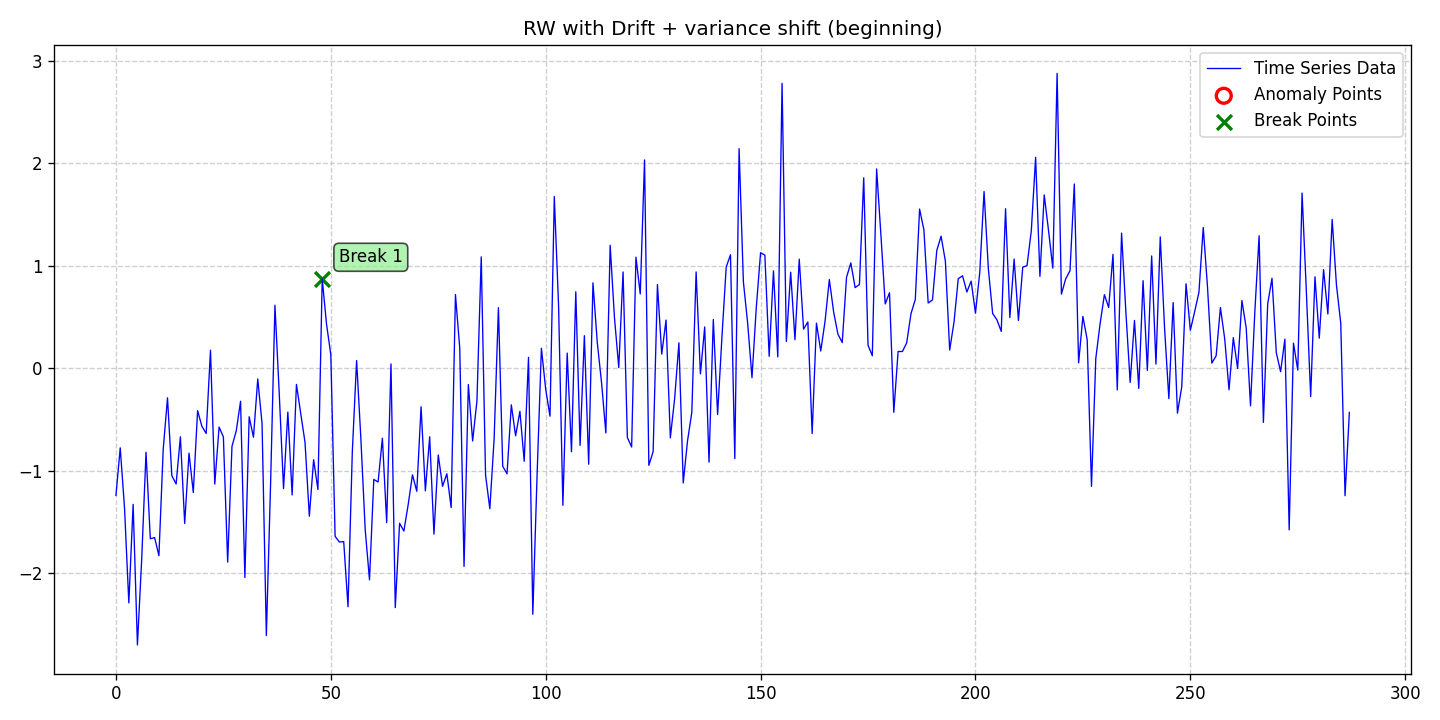 RW with Drift + variance shift (beginning)
Time Series Data
Anomaly Points
Break Points
Break 1
3
2
1
0
−1
−2
0
50
100
150
200
250
300